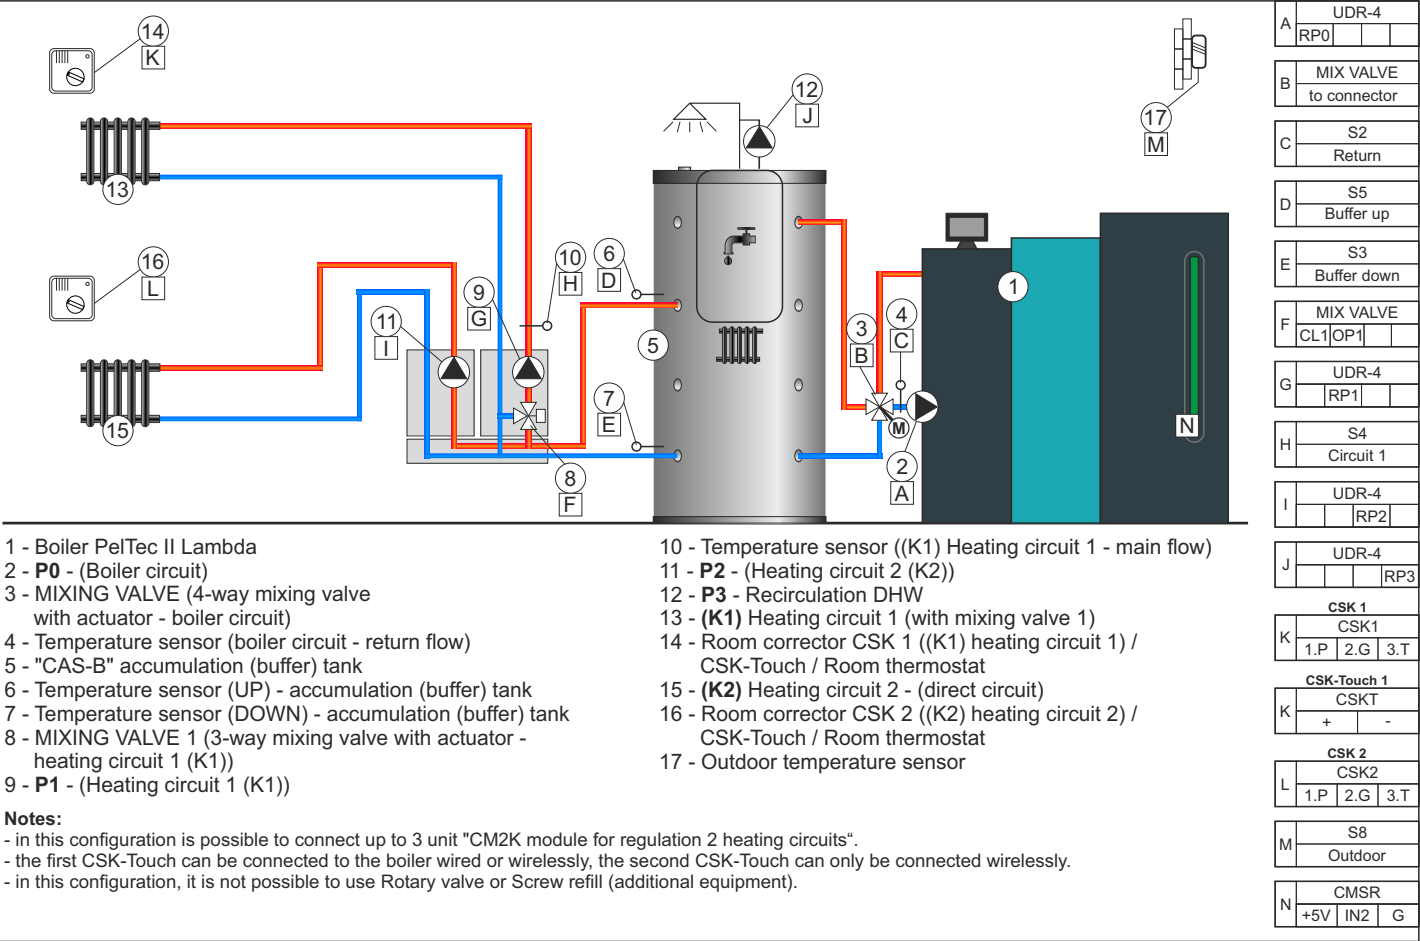 14
K
13
16
L
15
11
I
9
G
10
H
8
F
6
D
7
E
5
12
J
3
B
4
C
M
2
A
1
N
17
M
A
UDR-4
RP0
B
MIX VALVE
to connector
C
S2
Return
D
S5
Buffer up
E
S3
Buffer down
F
MIX VALVE
CL1 OP1
G
UDR-4
RP1
H
S4
Circuit 1
I
UDR-4
RP2
J
UDR-4
RP3
CSK 1
K
CSK1
1.P 2.G 3.T
CSK-Touch 1
K
CSKT
+ -
CSK 2
L
CSK2
1.P 2.G 3.T
M
S8
Outdoor
N
CMSR
+5V IN2 G
1 - Boiler PelTec II Lambda
2 - P0 - (Boiler circuit)
3 - MIXING VALVE (4-way mixing valve
with actuator - boiler circuit)
4 - Temperature sensor (boiler circuit - return flow)
5 - "CAS-B" accumulation (buffer) tank
6 - Temperature sensor (UP) - accumulation (buffer) tank
7 - Temperature sensor (DOWN) - accumulation (buffer) tank
8 - MIXING VALVE 1 (3-way mixing valve with actuator -
heating circuit 1 (K1))
9 - P1 - (Heating circuit 1 (K1))
10 - Temperature sensor ((K1) Heating circuit 1 - main flow)
11 - P2 - (Heating circuit 2 (K2))
12 - P3 - Recirculation DHW
13 - (K1) Heating circuit 1 (with mixing valve 1)
14 - Room corrector CSK 1 ((K1) heating circuit 1) /
CSK-Touch / Room thermostat
15 - (K2) Heating circuit 2 - (direct circuit)
16 - Room corrector CSK 2 ((K2) heating circuit 2) /
CSK-Touch / Room thermostat
17 - Outdoor temperature sensor
Notes:
- in this configuration is possible to connect up to 3 unit "CM2K module for regulation 2 heating circuits“.
- the first CSK-Touch can be connected to the boiler wired or wirelessly, the second CSK-Touch can only be connected wirelessly.
- in this configuration, it is not possible to use Rotary valve or Screw refill (additional equipment).